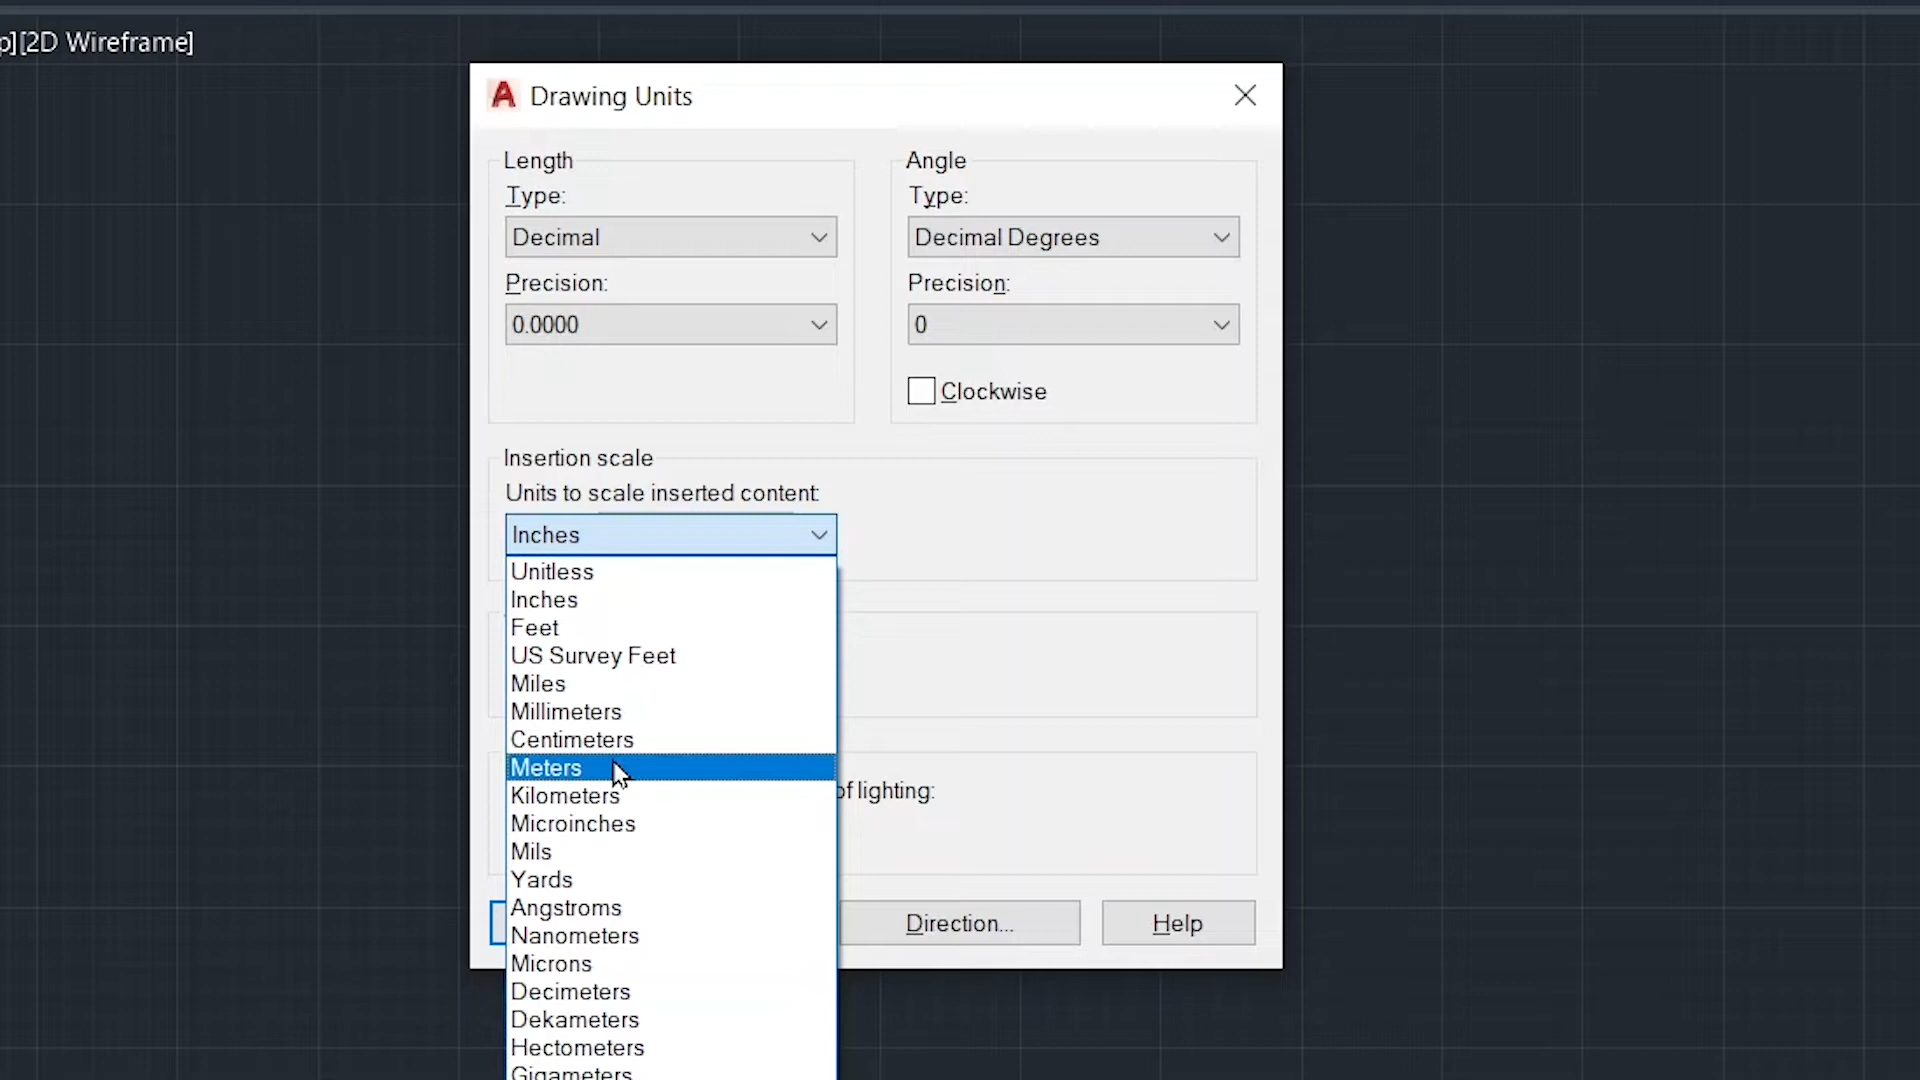 p][2D Wireframe]
Drawing Units
Length
Type:
Decimal
Precision:
0.0000
Angle
Type:
Decimal Degrees
Precision:
0
Clockwise
Insertion scale
Units to scale inserted content:
Inches
Unitless
Inches
Feet
US Survey Feet
Miles
Millimeters
Centimeters
Meters
Kilometers
Microinches
Mils
Yards
Angstroms
Nanometers
Microns
Decimeters
Dekameters
Hectometers
Gigameters
of lighting:
Direction...
Help